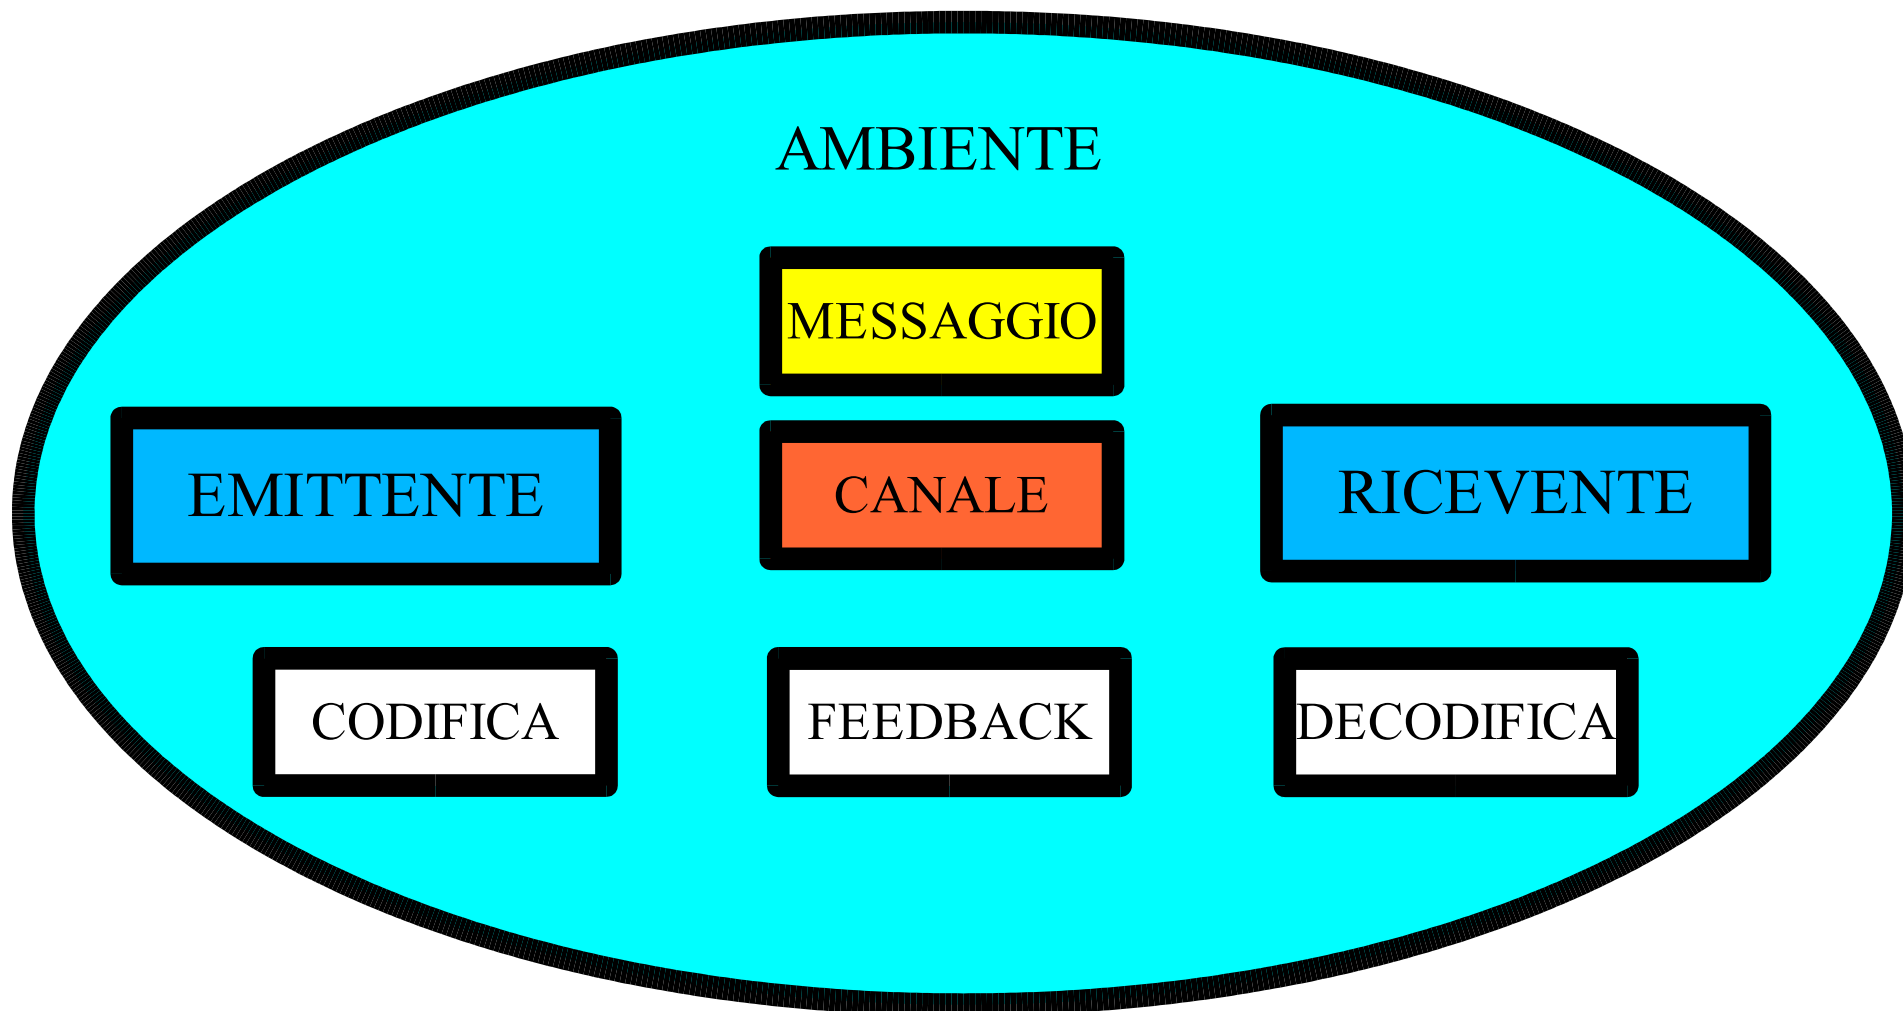 AMBIENTE
MESSAGGIO
EMITTENTE
CANALE
RICEVENTE
CODIFICA
FEEDBACK
DECODIFICA